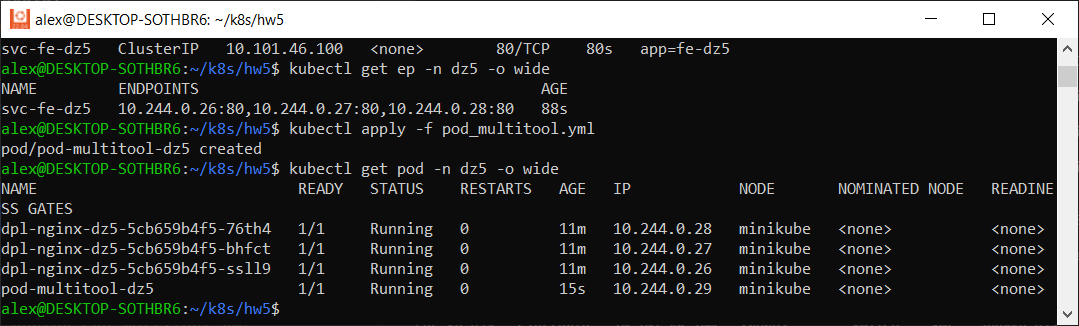 alex@DESKTOP-SOTHBR6: ~/k8s/hw5
svc-fe-dz5   ClusterIP   10.101.46.100   <none>        80/TCP    80s   app=fe-dz5
alex@DESKTOP-SOTHBR6:~/k8s/hw5$ kubectl get ep -n dz5 -o wide
NAME         ENDPOINTS                                      AGE
svc-fe-dz5   10.244.0.26:80,10.244.0.27:80,10.244.0.28:80   88s
alex@DESKTOP-SOTHBR6:~/k8s/hw5$ kubectl apply -f pod_multitool.yml
pod/pod-multitool-dz5 created
alex@DESKTOP-SOTHBR6:~/k8s/hw5$ kubectl get pod -n dz5 -o wide
NAME                             READY   STATUS    RESTARTS   AGE   IP            NODE       NOMINATED NODE   READINE
SS GATES
dpl-nginx-dz5-5cb659b4f5-76th4   1/1     Running   0          11m   10.244.0.28   minikube   <none>           <none>
dpl-nginx-dz5-5cb659b4f5-bhfct   1/1     Running   0          11m   10.244.0.27   minikube   <none>           <none>
dpl-nginx-dz5-5cb659b4f5-ssll9   1/1     Running   0          11m   10.244.0.26   minikube   <none>           <none>
pod-multitool-dz5                1/1     Running   0          15s   10.244.0.29   minikube   <none>           <none>
alex@DESKTOP-SOTHBR6:~/k8s/hw5$